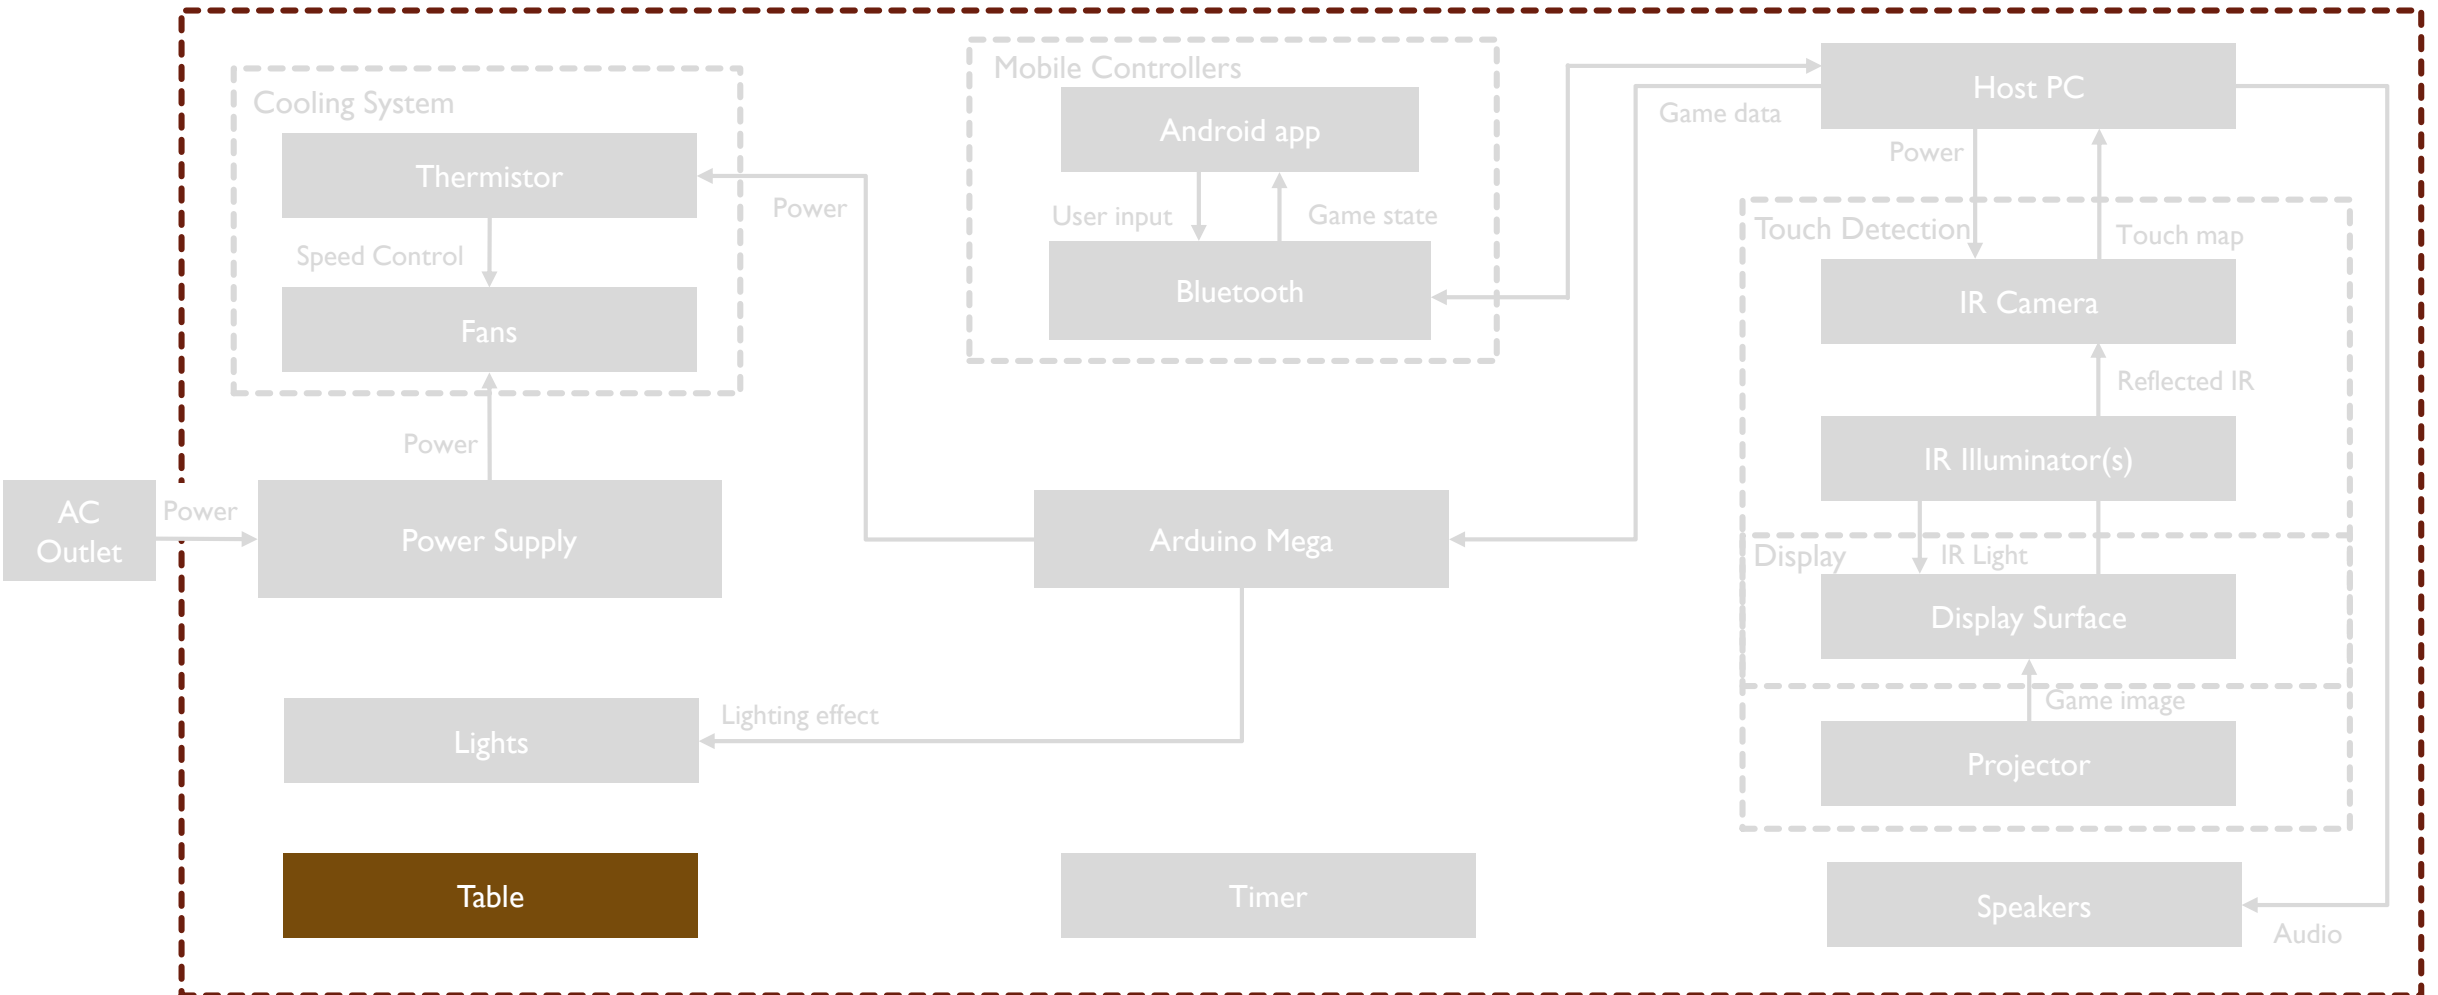 Mobile Controllers
Cooling System
Host PC
Game data
Android app
Power
Thermistor
Power
User input
Game state
Touch Detection
Touch map
Speed Control
Bluetooth
IR Camera
Fans
Reflected IR
Power
IR Illuminator(s)
AC
Outlet
Power
Power Supply
Arduino Mega
Display
IR Light
Display Surface
Game image
Lighting effect
Lights
Projector
Table
Timer
Speakers
Audio